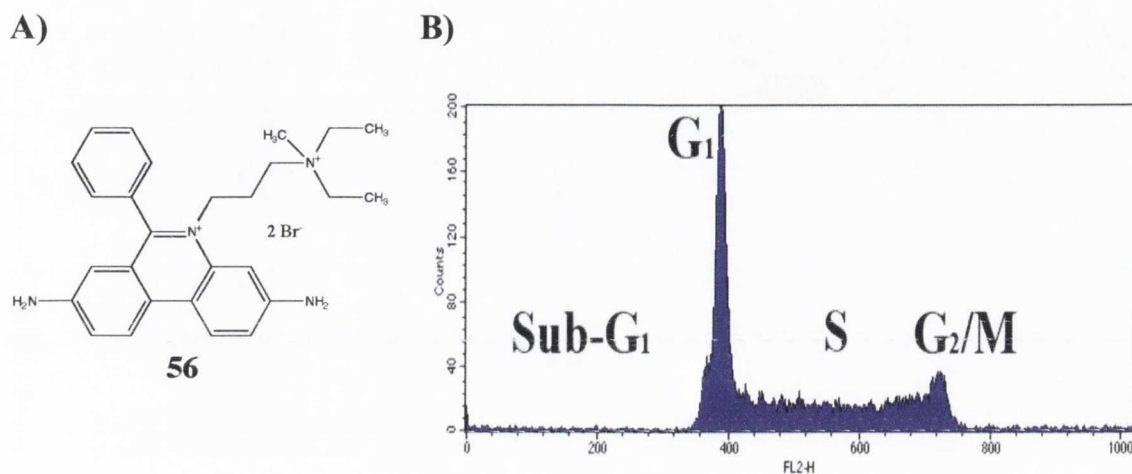 A)
B)
CH₃
H₃C
N⁺
CH₃
N⁺
2 Br
H₂N
NH₂
56
200
160
120
80
40
0
Counts
G₁
Sub-G₁
S
G₂/M
0
200
400
600
800
1000
FL2-H